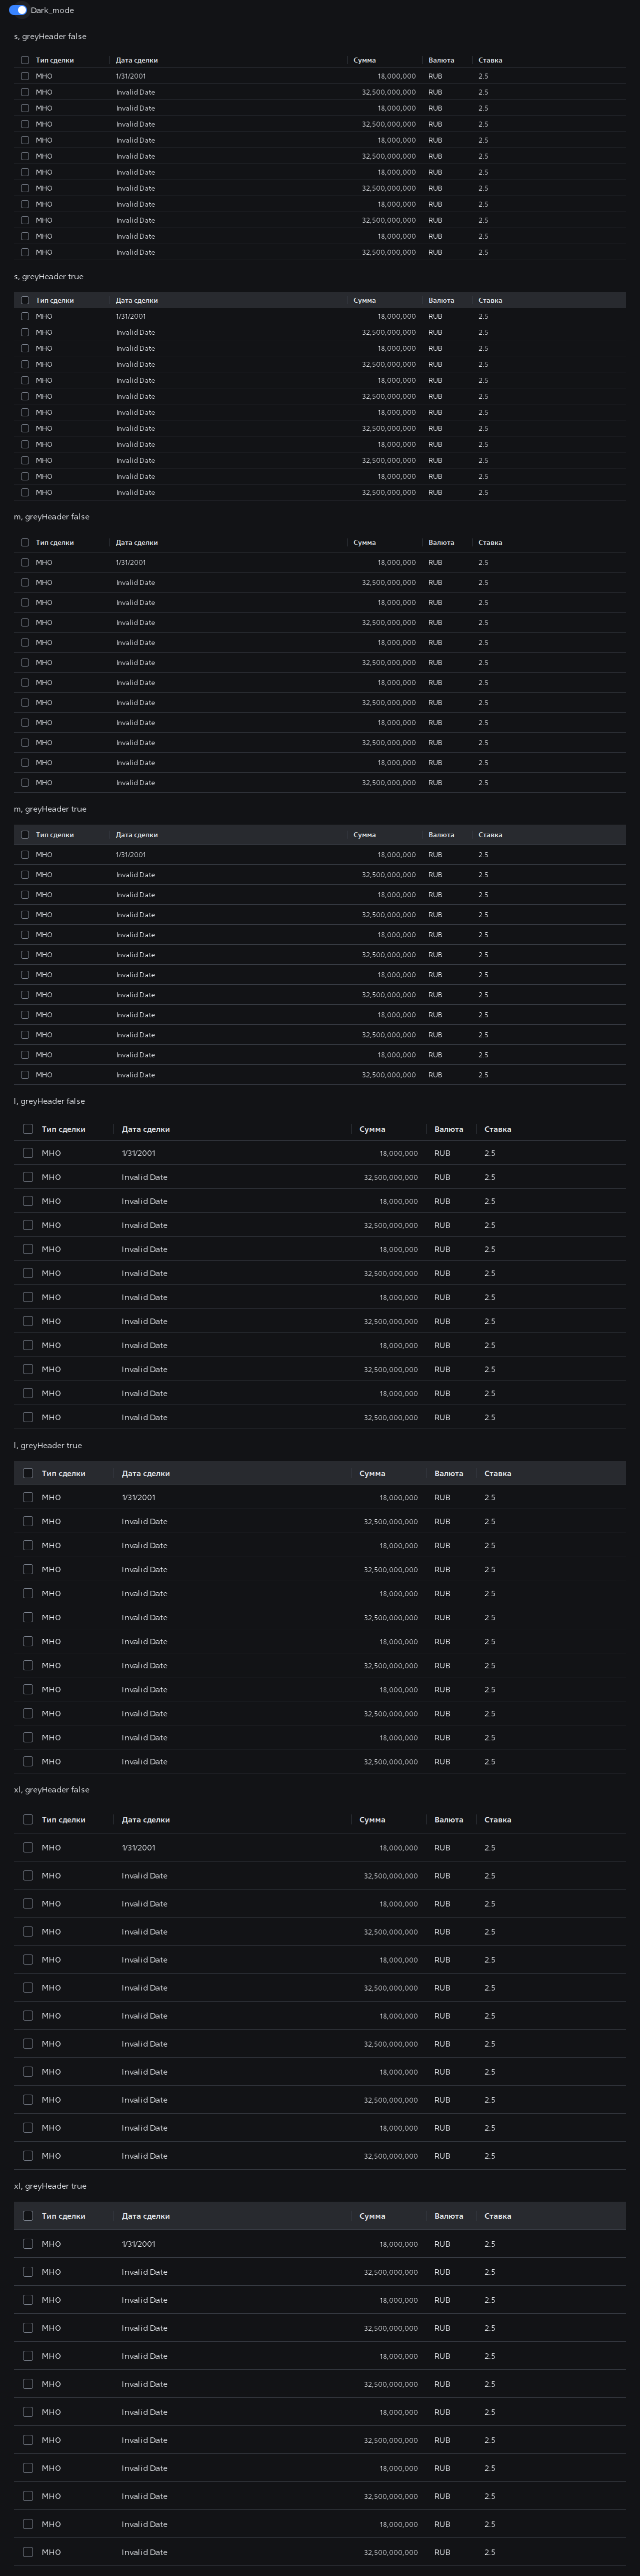 Dark_mode
s, greyHeader false
Тип сделки Дата сделки Сумма Валюта Ставка
МНО 1/31/2001 18,000,000 RUB 2.5
МНО Invalid Date 32,500,000,000 RUB 2.5
МНО Invalid Date 18,000,000 RUB 2.5
МНО Invalid Date 32,500,000,000 RUB 2.5
МНО Invalid Date 18,000,000 RUB 2.5
МНО Invalid Date 32,500,000,000 RUB 2.5
МНО Invalid Date 18,000,000 RUB 2.5
МНО Invalid Date 32,500,000,000 RUB 2.5
МНО Invalid Date 18,000,000 RUB 2.5
МНО Invalid Date 32,500,000,000 RUB 2.5
МНО Invalid Date 18,000,000 RUB 2.5
МНО Invalid Date 32,500,000,000 RUB 2.5
s, greyHeader true
Тип сделки Дата сделки Сумма Валюта Ставка
МНО 1/31/2001 18,000,000 RUB 2.5
МНО Invalid Date 32,500,000,000 RUB 2.5
МНО Invalid Date 18,000,000 RUB 2.5
МНО Invalid Date 32,500,000,000 RUB 2.5
МНО Invalid Date 18,000,000 RUB 2.5
МНО Invalid Date 32,500,000,000 RUB 2.5
МНО Invalid Date 18,000,000 RUB 2.5
МНО Invalid Date 32,500,000,000 RUB 2.5
МНО Invalid Date 18,000,000 RUB 2.5
МНО Invalid Date 32,500,000,000 RUB 2.5
МНО Invalid Date 18,000,000 RUB 2.5
МНО Invalid Date 32,500,000,000 RUB 2.5
m, greyHeader false
Тип сделки Дата сделки Сумма Валюта Ставка
МНО 1/31/2001 18,000,000 RUB 2.5
МНО Invalid Date 32,500,000,000 RUB 2.5
МНО Invalid Date 18,000,000 RUB 2.5
МНО Invalid Date 32,500,000,000 RUB 2.5
МНО Invalid Date 18,000,000 RUB 2.5
МНО Invalid Date 32,500,000,000 RUB 2.5
МНО Invalid Date 18,000,000 RUB 2.5
МНО Invalid Date 32,500,000,000 RUB 2.5
МНО Invalid Date 18,000,000 RUB 2.5
МНО Invalid Date 32,500,000,000 RUB 2.5
МНО Invalid Date 18,000,000 RUB 2.5
МНО Invalid Date 32,500,000,000 RUB 2.5
m, greyHeader true
Тип сделки Дата сделки Сумма Валюта Ставка
МНО 1/31/2001 18,000,000 RUB 2.5
МНО Invalid Date 32,500,000,000 RUB 2.5
МНО Invalid Date 18,000,000 RUB 2.5
МНО Invalid Date 32,500,000,000 RUB 2.5
МНО Invalid Date 18,000,000 RUB 2.5
МНО Invalid Date 32,500,000,000 RUB 2.5
МНО Invalid Date 18,000,000 RUB 2.5
МНО Invalid Date 32,500,000,000 RUB 2.5
МНО Invalid Date 18,000,000 RUB 2.5
МНО Invalid Date 32,500,000,000 RUB 2.5
МНО Invalid Date 18,000,000 RUB 2.5
МНО Invalid Date 32,500,000,000 RUB 2.5
l, greyHeader false
Тип сделки Дата сделки Сумма Валюта Ставка
МНО 1/31/2001 18,000,000 RUB 2.5
МНО Invalid Date 32,500,000,000 RUB 2.5
МНО Invalid Date 18,000,000 RUB 2.5
МНО Invalid Date 32,500,000,000 RUB 2.5
МНО Invalid Date 18,000,000 RUB 2.5
МНО Invalid Date 32,500,000,000 RUB 2.5
МНО Invalid Date 18,000,000 RUB 2.5
МНО Invalid Date 32,500,000,000 RUB 2.5
МНО Invalid Date 18,000,000 RUB 2.5
МНО Invalid Date 32,500,000,000 RUB 2.5
МНО Invalid Date 18,000,000 RUB 2.5
МНО Invalid Date 32,500,000,000 RUB 2.5
l, greyHeader true
Тип сделки Дата сделки Сумма Валюта Ставка
МНО 1/31/2001 18,000,000 RUB 2.5
МНО Invalid Date 32,500,000,000 RUB 2.5
МНО Invalid Date 18,000,000 RUB 2.5
МНО Invalid Date 32,500,000,000 RUB 2.5
МНО Invalid Date 18,000,000 RUB 2.5
МНО Invalid Date 32,500,000,000 RUB 2.5
МНО Invalid Date 18,000,000 RUB 2.5
МНО Invalid Date 32,500,000,000 RUB 2.5
МНО Invalid Date 18,000,000 RUB 2.5
МНО Invalid Date 32,500,000,000 RUB 2.5
МНО Invalid Date 18,000,000 RUB 2.5
МНО Invalid Date 32,500,000,000 RUB 2.5
xl, greyHeader false
Тип сделки Дата сделки Сумма Валюта Ставка
МНО 1/31/2001 18,000,000 RUB 2.5
МНО Invalid Date 32,500,000,000 RUB 2.5
МНО Invalid Date 18,000,000 RUB 2.5
МНО Invalid Date 32,500,000,000 RUB 2.5
МНО Invalid Date 18,000,000 RUB 2.5
МНО Invalid Date 32,500,000,000 RUB 2.5
МНО Invalid Date 18,000,000 RUB 2.5
МНО Invalid Date 32,500,000,000 RUB 2.5
МНО Invalid Date 18,000,000 RUB 2.5
МНО Invalid Date 32,500,000,000 RUB 2.5
МНО Invalid Date 18,000,000 RUB 2.5
МНО Invalid Date 32,500,000,000 RUB 2.5
xl, greyHeader true
Тип сделки Дата сделки Сумма Валюта Ставка
МНО 1/31/2001 18,000,000 RUB 2.5
МНО Invalid Date 32,500,000,000 RUB 2.5
МНО Invalid Date 18,000,000 RUB 2.5
МНО Invalid Date 32,500,000,000 RUB 2.5
МНО Invalid Date 18,000,000 RUB 2.5
МНО Invalid Date 32,500,000,000 RUB 2.5
МНО Invalid Date 18,000,000 RUB 2.5
МНО Invalid Date 32,500,000,000 RUB 2.5
МНО Invalid Date 18,000,000 RUB 2.5
МНО Invalid Date 32,500,000,000 RUB 2.5
МНО Invalid Date 18,000,000 RUB 2.5
МНО Invalid Date 32,500,000,000 RUB 2.5